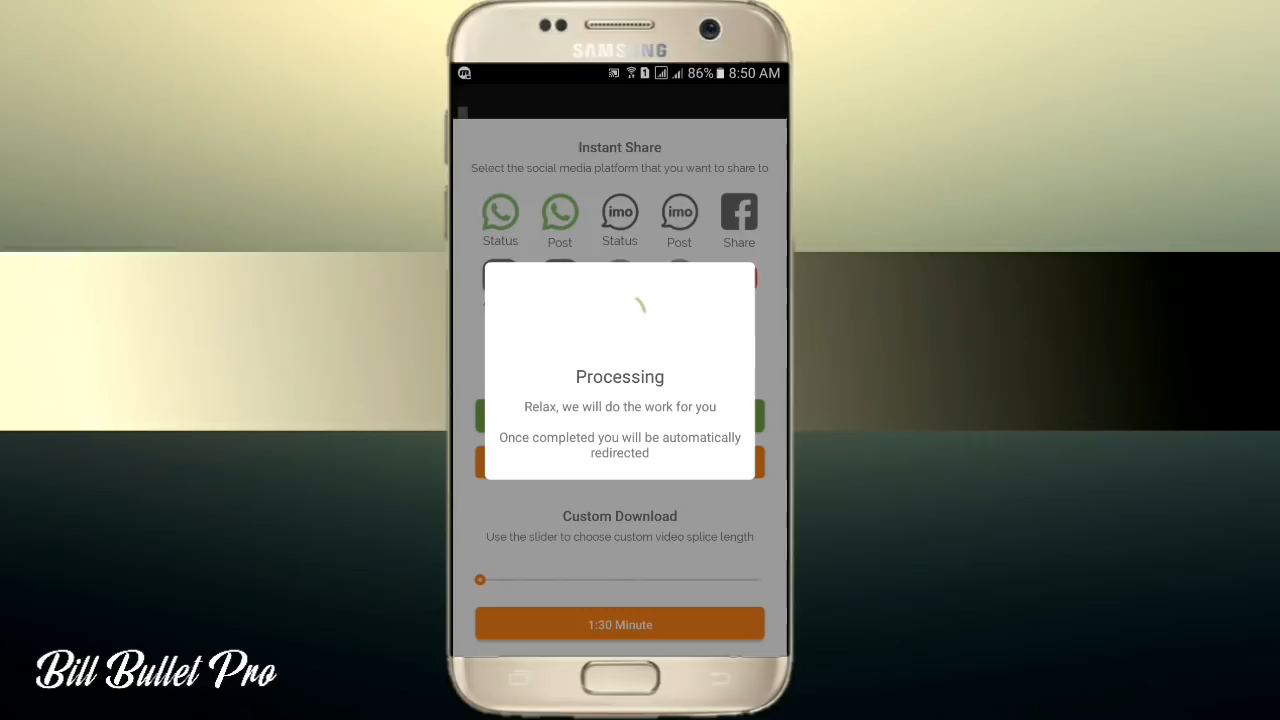 SAMSUNG
86% 8:50 AM
Instant Share
Select the social media platform that you want to share to
imo imo
Status Post Status Post Share
Processing
Relax, we will do the work for you
Once completed you will be automatically
redirected
Custom Download
Use the slider to choose custom video splice length
1:30 Minute
Bill Bullet Pro